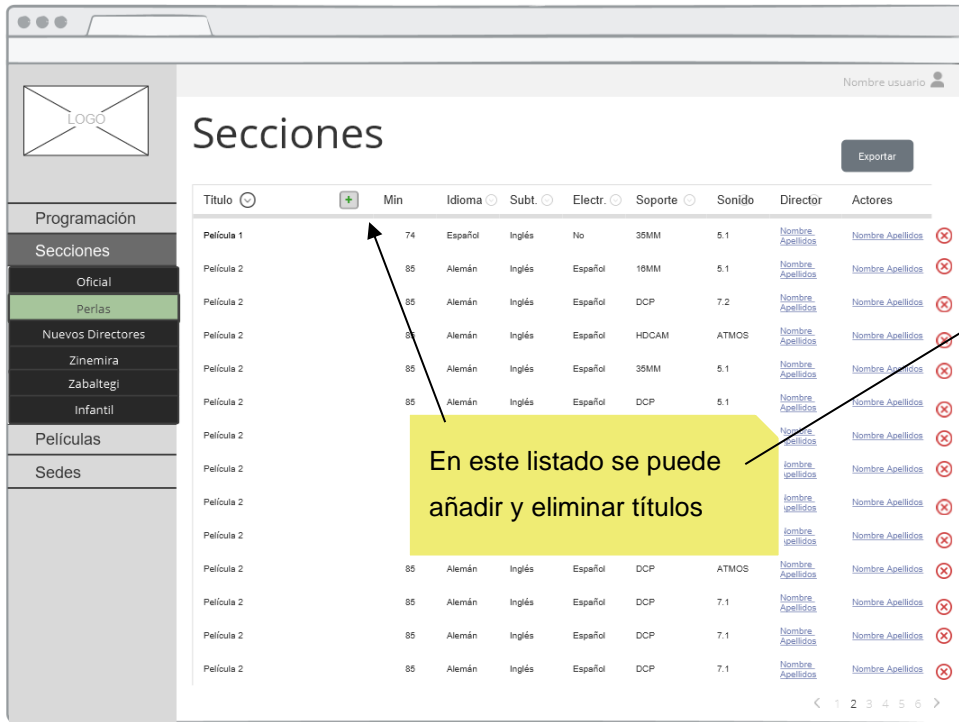 Nombre usuario
LOGO
Secciones
Exportar
Titulo + Min Idioma Subt. Electr. Soporte Sonido Director Actores
Programación
Secciones
Oficial
Perlas
Nuevos Directores
Zinemira
Zabaltegi
Infantil
Películas
Sedes
Película 1 74 Español Inglés No 35MM 5.1 Nombre Apellidos Nombre Apellidos
Película 2 85 Alemán Inglés Español 16MM 5.1 Nombre Apellidos Nombre Apellidos
Película 2 85 Alemán Inglés Español DCP 7.2 Nombre Apellidos Nombre Apellidos
Película 2 85 Alemán Inglés Español HDCAM ATMOS Nombre Apellidos Nombre Apellidos
Película 2 85 Alemán Inglés Español 35MM 5.1 Nombre Apellidos Nombre Apellidos
Película 2 85 Alemán Inglés Español DCP 5.1 Nombre Apellidos Nombre Apellidos
Película 2 Nombre Apellidos Nombre Apellidos
Película 2 Nombre Apellidos Nombre Apellidos
Película 2 Nombre Apellidos Nombre Apellidos
Película 2 Nombre Apellidos Nombre Apellidos
En este listado se puede
añadir y eliminar títulos
Película 2 85 Alemán Inglés Español DCP ATMOS Nombre Apellidos Nombre Apellidos
Película 2 85 Alemán Inglés Español DCP 7.1 Nombre Apellidos Nombre Apellidos
Película 2 85 Alemán Inglés Español DCP 7.1 Nombre Apellidos Nombre Apellidos
Película 2 85 Alemán Inglés Español DCP 7.1 Nombre Apellidos Nombre Apellidos
< 1 2 3 4 5 6 >